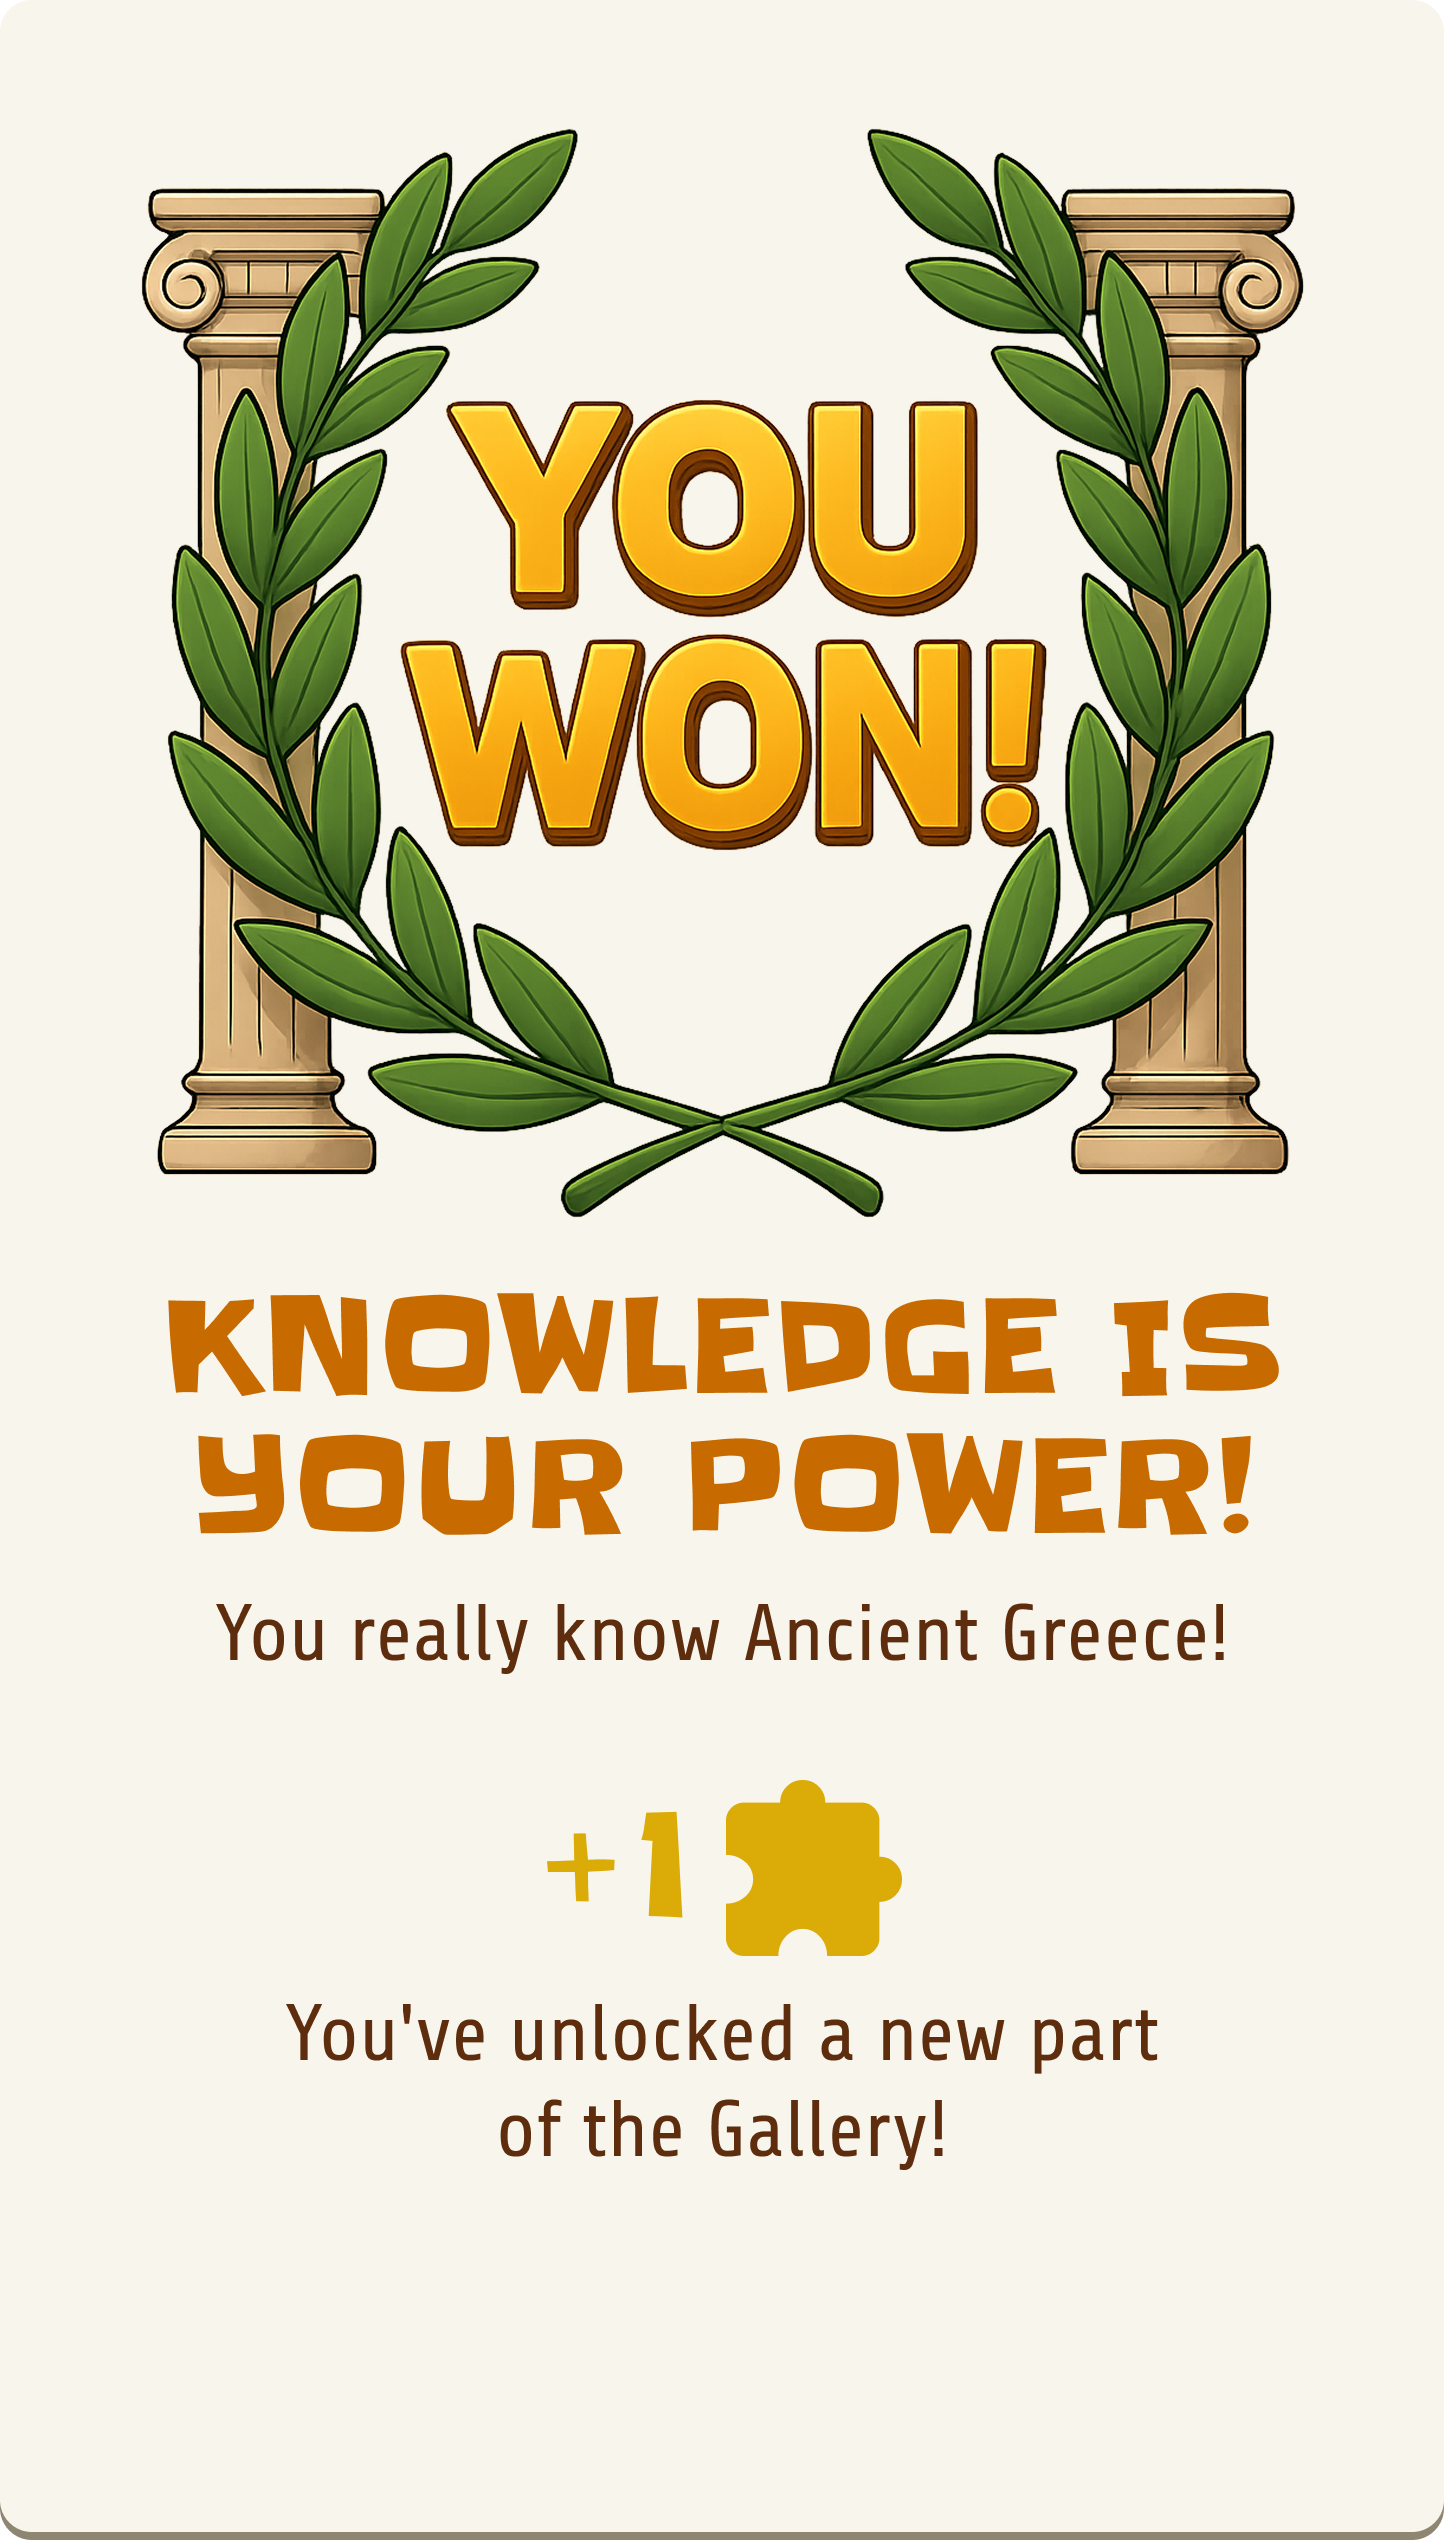 YOU
WON!
KNOWLEDGE IS
YOUR POWER!
You really know Ancient Greece!
+1
You've unlocked a new part
of the Gallery!